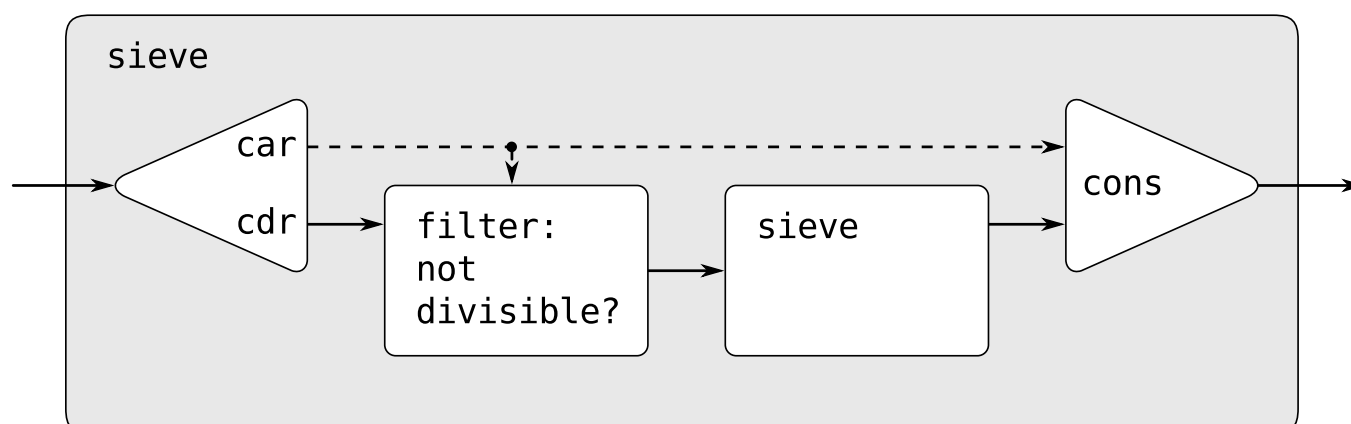 sieve
car
cdr
filter:
not
divisible?
sieve
cons